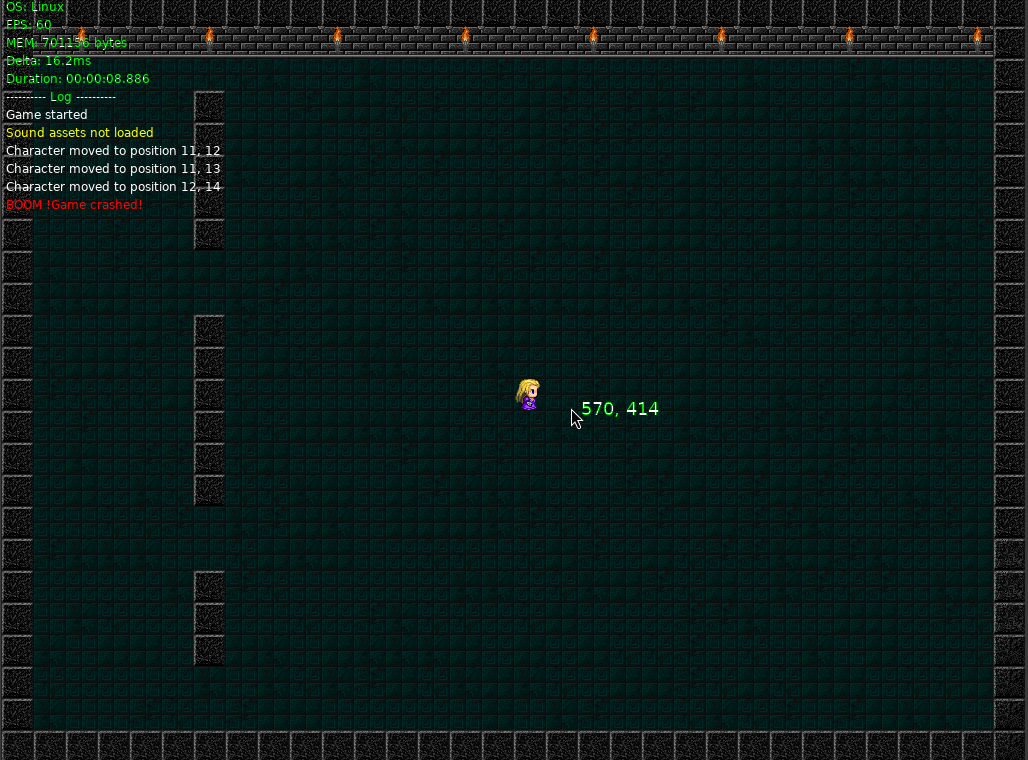 OS: Linux
FPS: 60
MEM: 701156 bytes
Delta: 16.2ms
Duration: 00:00:08.886
---------- Log ----------
Game started
Sound assets not loaded
Character moved to position 11, 12
Character moved to position 11, 13
Character moved to position 12, 14
BOOM !Game crashed!
570, 414